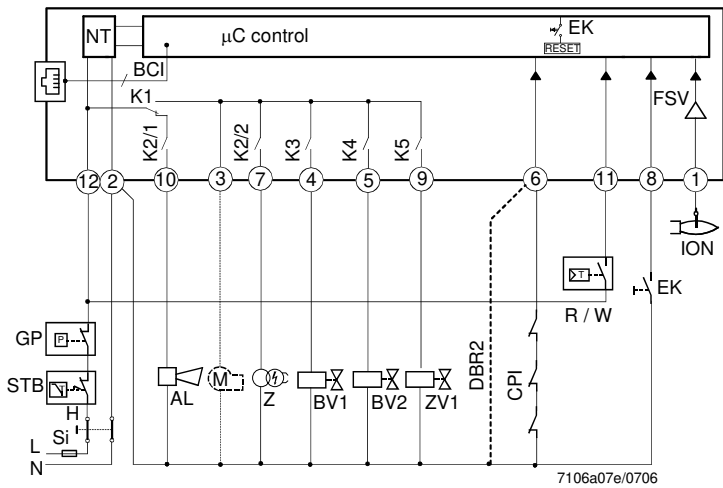 NT
μC control
EK
RESET
BCI
K1
FSV
K2/1
K2/2
K3
K4
K5
12
2
10
3
7
4
5
9
6
11
8
1
ION
T
EK
R / W
GP
P
STB
DBR2
CPI
M
AL
Z
BV1
BV2
ZV1
H
Si
L
N
7106a07e/0706